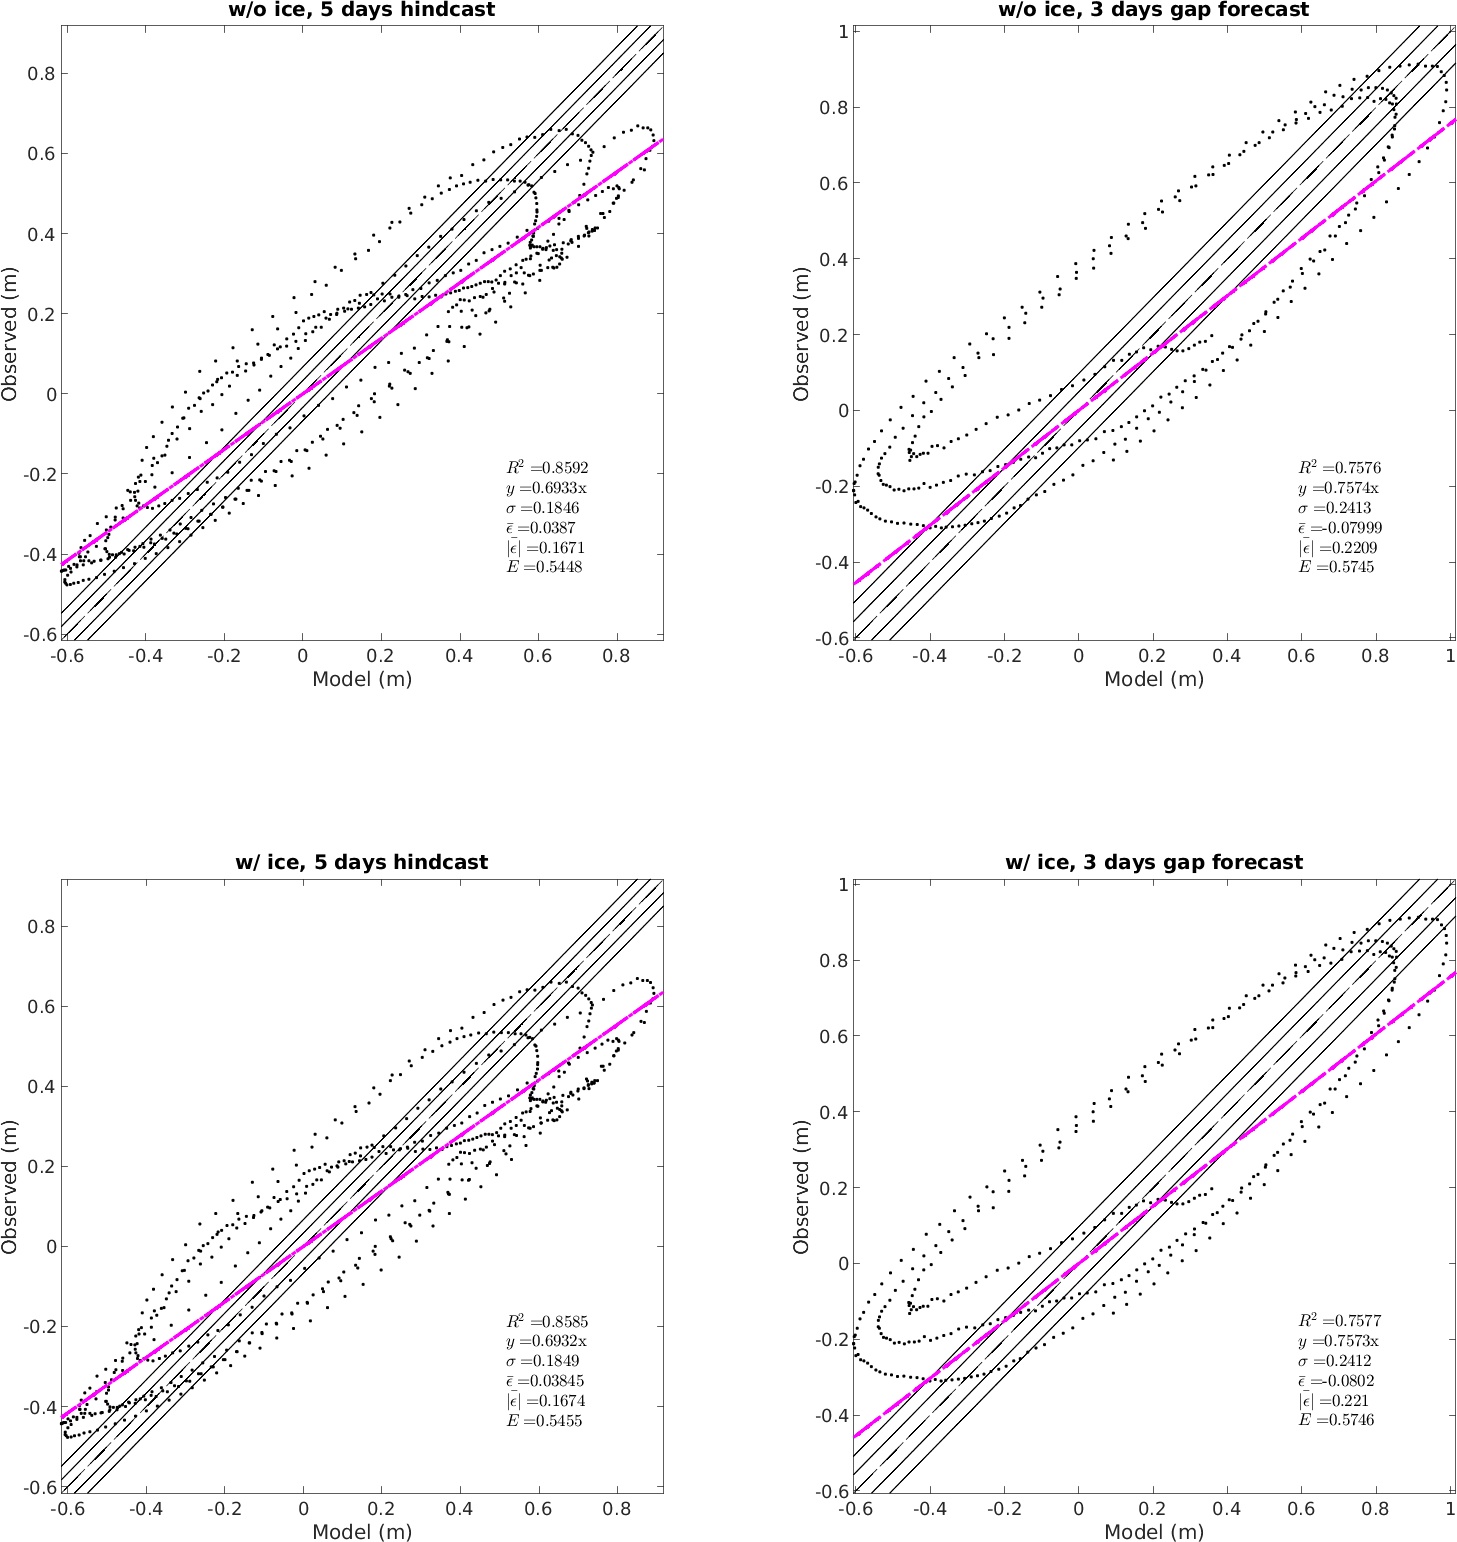 w/o ice, 5 days hindcast
0.8
0.6
0.4
0.2
0
-0.2
-0.4
-0.6
Observed (m)
R² =0.8592
y =0.6933x
σ =0.1846
ϵ̄ =0.0387
|ϵ̄| =0.1671
E =0.5448
-0.6 -0.4 -0.2 0 0.2 0.4 0.6 0.8
Model (m)
w/o ice, 3 days gap forecast
1
0.8
0.6
0.4
0.2
0
-0.2
-0.4
-0.6
Observed (m)
R² =0.7576
y =0.7574x
σ =0.2413
ϵ̄ =-0.07999
|ϵ̄| =0.2209
E =0.5745
-0.6 -0.4 -0.2 0 0.2 0.4 0.6 0.8 1
Model (m)
w/ ice, 5 days hindcast
0.8
0.6
0.4
0.2
0
-0.2
-0.4
-0.6
Observed (m)
R² =0.8585
y =0.6932x
σ =0.1849
ϵ̄ =0.03845
|ϵ̄| =0.1674
E =0.5455
-0.6 -0.4 -0.2 0 0.2 0.4 0.6 0.8
Model (m)
w/ ice, 3 days gap forecast
1
0.8
0.6
0.4
0.2
0
-0.2
-0.4
-0.6
Observed (m)
R² =0.7577
y =0.7573x
σ =0.2412
ϵ̄ =-0.0802
|ϵ̄| =0.221
E =0.5746
-0.6 -0.4 -0.2 0 0.2 0.4 0.6 0.8 1
Model (m)